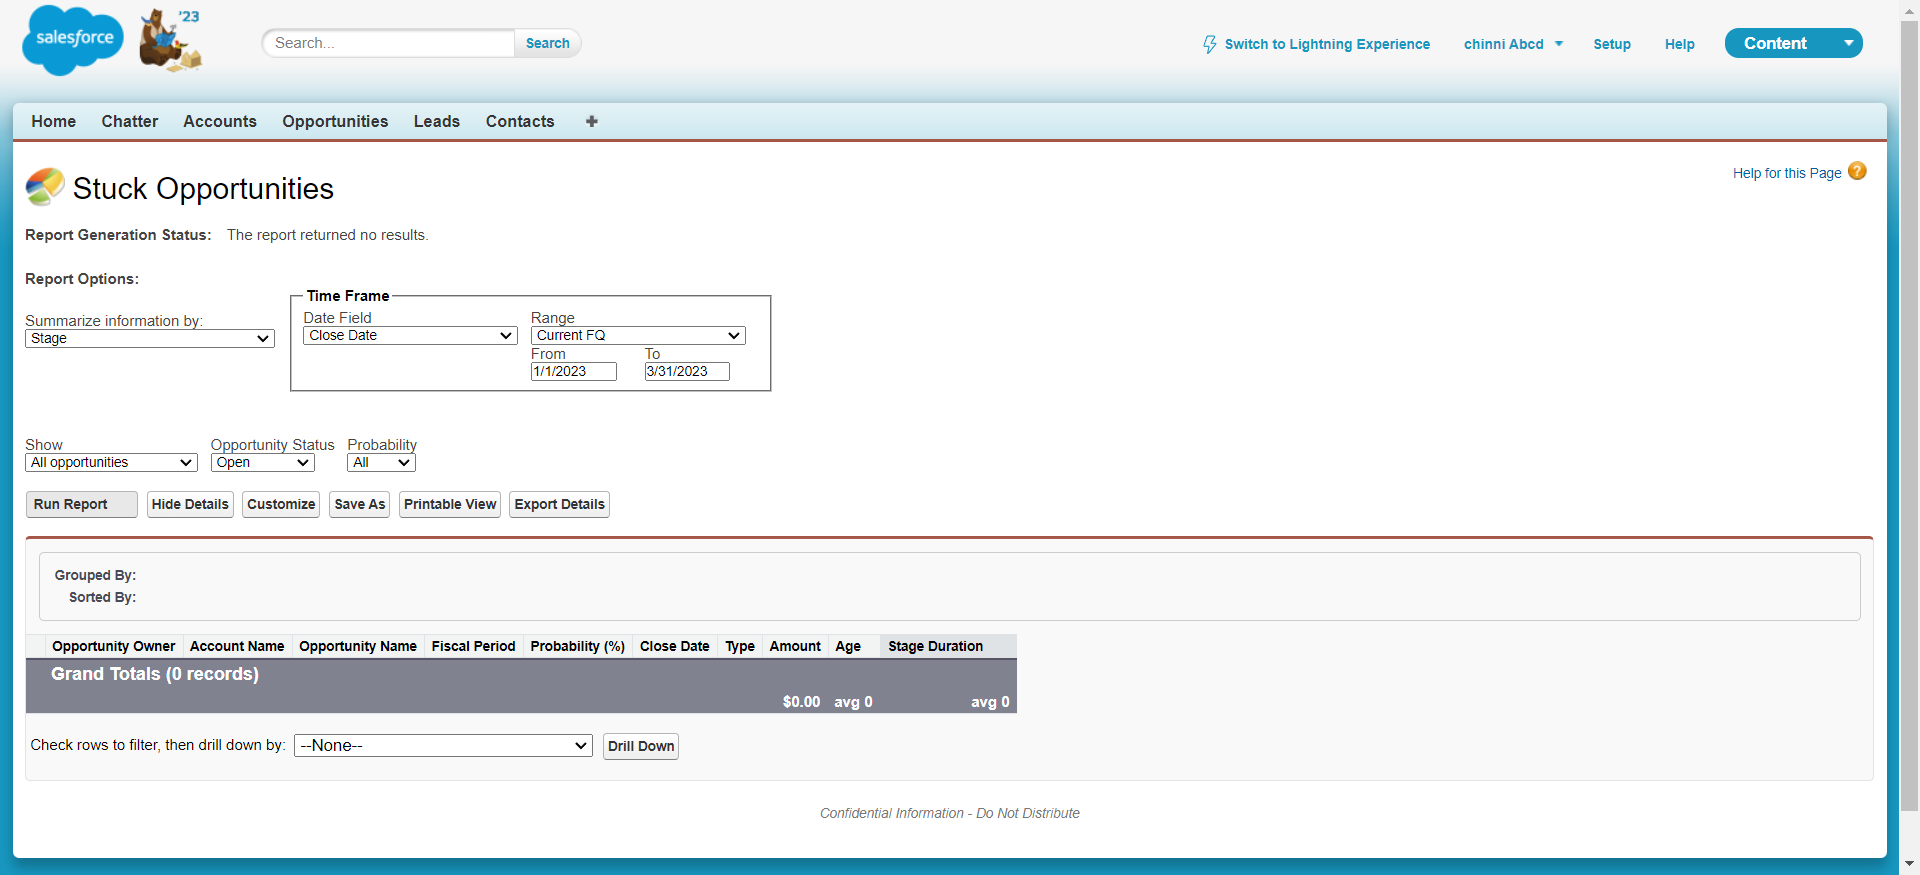 salesforce
'23
Search...
Search
Switch to Lightning Experience
chinni Abcd
Setup
Help
Content
Home
Chatter
Accounts
Opportunities
Leads
Contacts
+
Stuck Opportunities
Help for this Page ?
Report Generation Status: The report returned no results.
Report Options:
Time Frame
Summarize information by:
Stage
Date Field
Close Date
Range
Current FQ
From
1/1/2023
To
3/31/2023
Show
All opportunities
Opportunity Status
Open
Probability
All
Run Report
Hide Details
Customize
Save As
Printable View
Export Details
Grouped By:
Sorted By:
Opportunity Owner Account Name Opportunity Name Fiscal Period Probability (%) Close Date Type Amount Age Stage Duration
Grand Totals (0 records)
$0.00 avg 0 avg 0
Check rows to filter, then drill down by: --None-- Drill Down
Confidential Information - Do Not Distribute